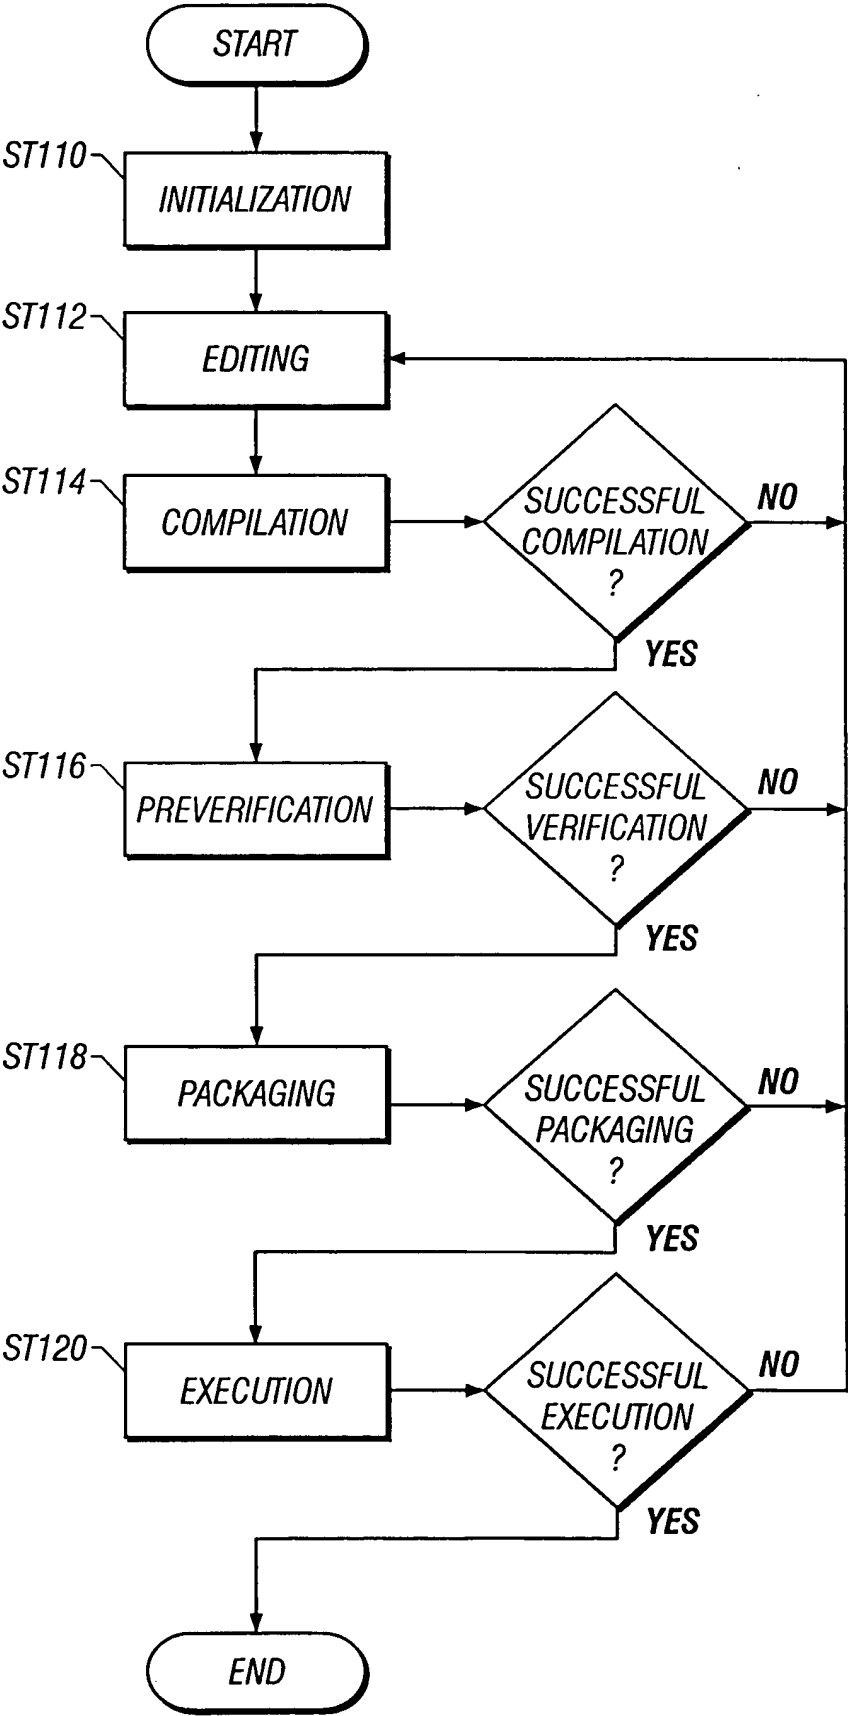 START
ST110
INITIALIZATION
ST112
EDITING
ST114
COMPILATION
SUCCESSFUL
COMPILATION
?
NO
YES
ST116
PREVERIFICATION
SUCCESSFUL
VERIFICATION
?
NO
YES
ST118
PACKAGING
SUCCESSFUL
PACKAGING
?
NO
YES
ST120
EXECUTION
SUCCESSFUL
EXECUTION
?
NO
YES
END